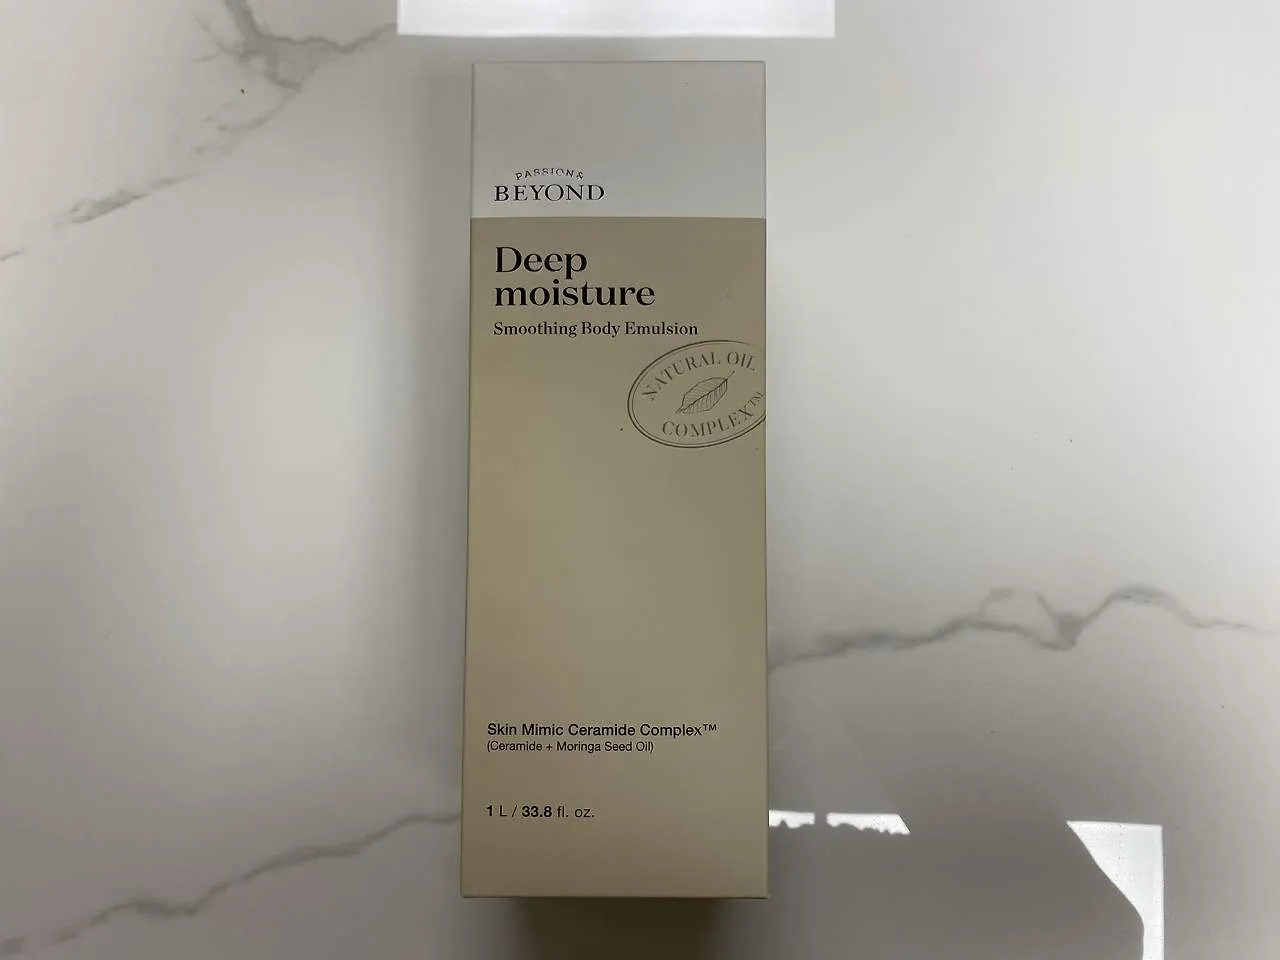 PASSION&
BEYOND
Deep
moisture
Smoothing Body Emulsion
NATURAL OIL
COMPLEX™
Skin Mimic Ceramide Complex™
(Ceramide + Moringa Seed Oil)
1 L / 33.8 fl. oz.